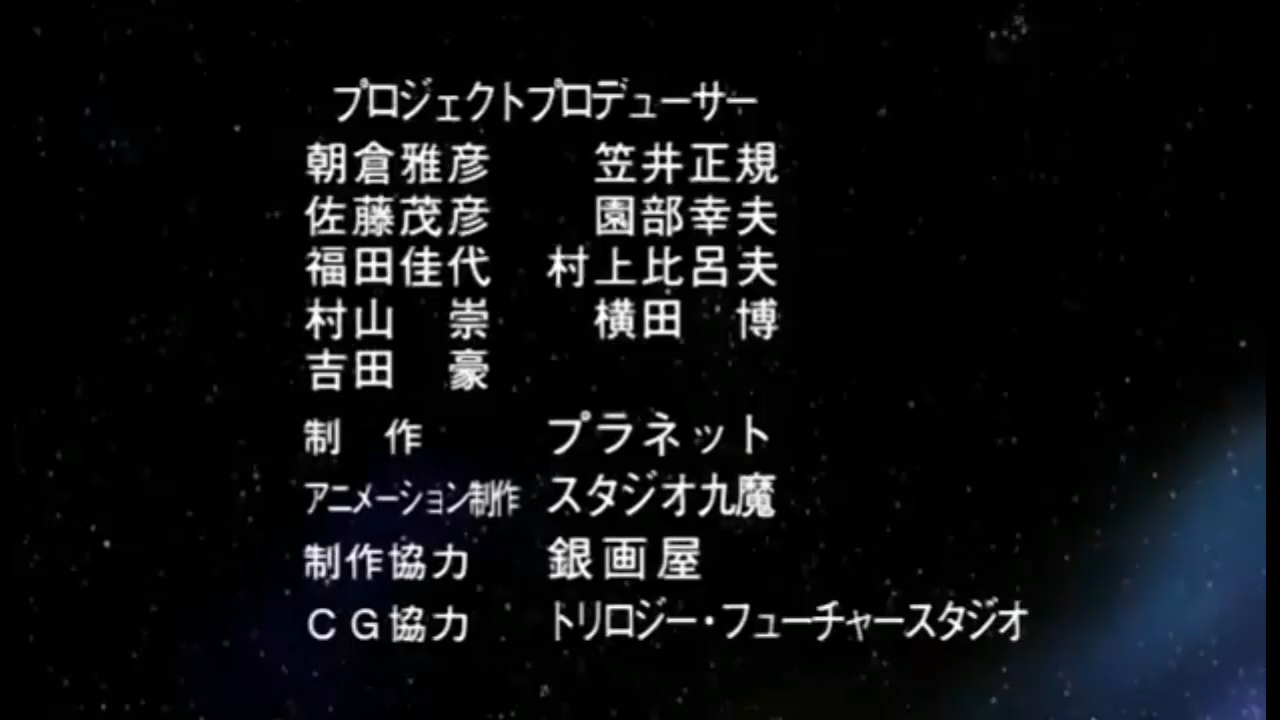 プロジェクトプロデューサー
朝倉雅彦　笠井正規
佐藤茂彦　園部幸夫
福田佳代　村上比呂夫
村山　崇　横田　博
吉田　豪
制　作　プラネット
アニメーション制作　スタジオ九魔
制作協力　銀画屋
ＣＧ協力　トリロジー・フューチャースタジオ